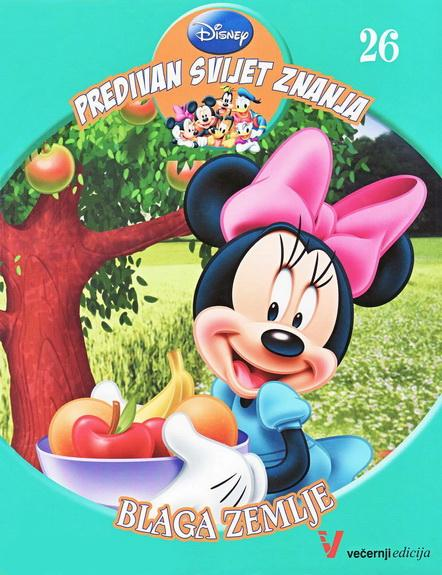 Disney
26
PREDIVAN SVIJET ZNANJA
BLAGA ZEMLJE
večernji edicija